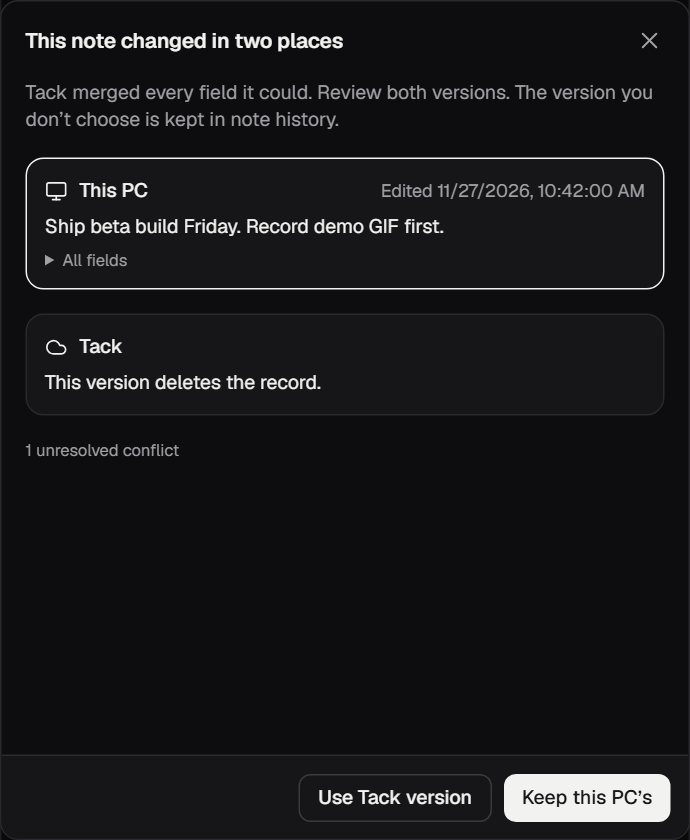 This note changed in two places
Tack merged every field it could. Review both versions. The version you
don’t choose is kept in note history.
This PC
Edited 11/27/2026, 10:42:00 AM
Ship beta build Friday. Record demo GIF first.
All fields
Tack
This version deletes the record.
1 unresolved conflict
Use Tack version
Keep this PC’s